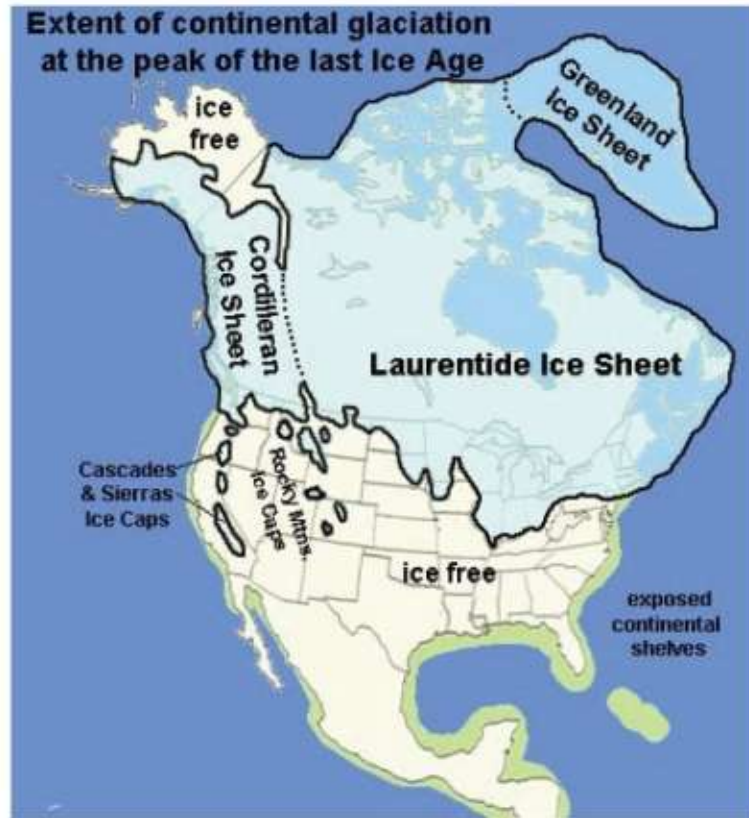 Extent of continental glaciation
at the peak of the last Ice Age
Greenland
Ice Sheet
ice
free
Cordilleran
Ice Sheet
Laurentide Ice Sheet
Cascades
& Sierras
Ice Caps
Rocky Mtns.
Ice Caps
ice free
exposed
continental
shelves